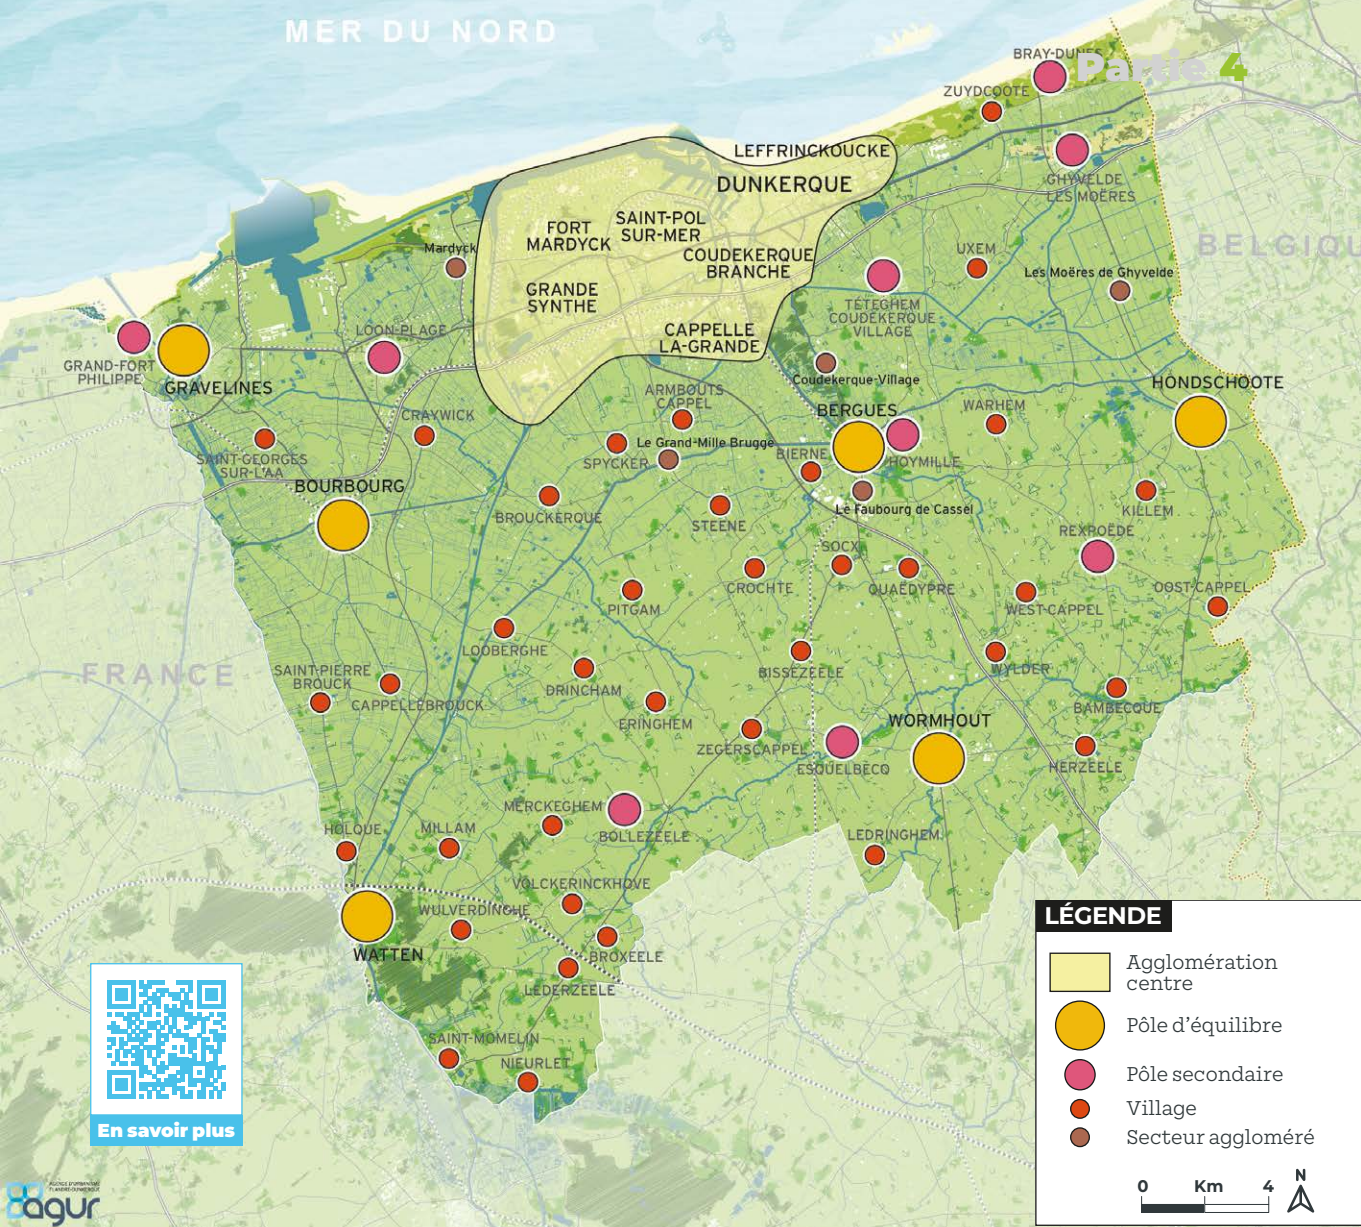 MER DU NORD
BRAY-DUNES
Partie 4
ZUYDCOOTE
LEFFRINCKOUCKE
DUNKERQUE
GHYVELDE
LES MOËRES
SAINT-POL
SUR-MER
FORT
MARDYCK
BELGIQU
Mardyck
UXEM
COUDEKERQUE
BRANCHE
Les Moëres de Ghyvelde
GRANDE
SYNTHE
TÉTEGHEM
COUDEKERQUE
VILLAGE
LOON-PLAGE
CAPPELLE
LA-GRANDE
GRAND-FORT
PHILIPPE
GRAVELINES
Coudekerque-Village
HONDSCHOOTE
ARMBOUTS
CAPPEL
CRAYWICK
BERGUES
WARHEM
Le Grand-Mille Brugge
SPYCKER
BIERNE
HOYMILLE
SAINT-GEORGES
SUR-L'AA
BOURBOURG
BROUCKERQUE
STEENE
Le Faubourg de Cassel
KILLEM
REXPOËDE
SOCX
CROCHTE
QUAEDYPRE
OOST-CAPPEL
PITGAM
WEST-CAPPEL
LOOBERGHE
FRANCE
SAINT-PIERRE
BROUCK
CAPPELLEBROUCK
DRINCHAM
BISSEZEELE
WYLDER
BAMBECQUE
ERINGHEM
WORMHOUT
ZEGERSCAPPEL
ESQUELBECQ
HERZEELE
MERCKEGHEM
BOLLEZEELE
HOLQUE
MILLAM
LEDRINGHEM
VOLCKERINCKHOVE
WULVERDINGHE
WATTEN
BROXEELE
LEDERZEELE
SAINT-MOMELIN
NIEURLET
LÉGENDE
Agglomération
centre
Pôle d'équilibre
Pôle secondaire
Village
Secteur aggloméré
0 Km 4 N
En savoir plus
AGENCE D'URBANISME
FLANDRE-DUNKERQUE
agur